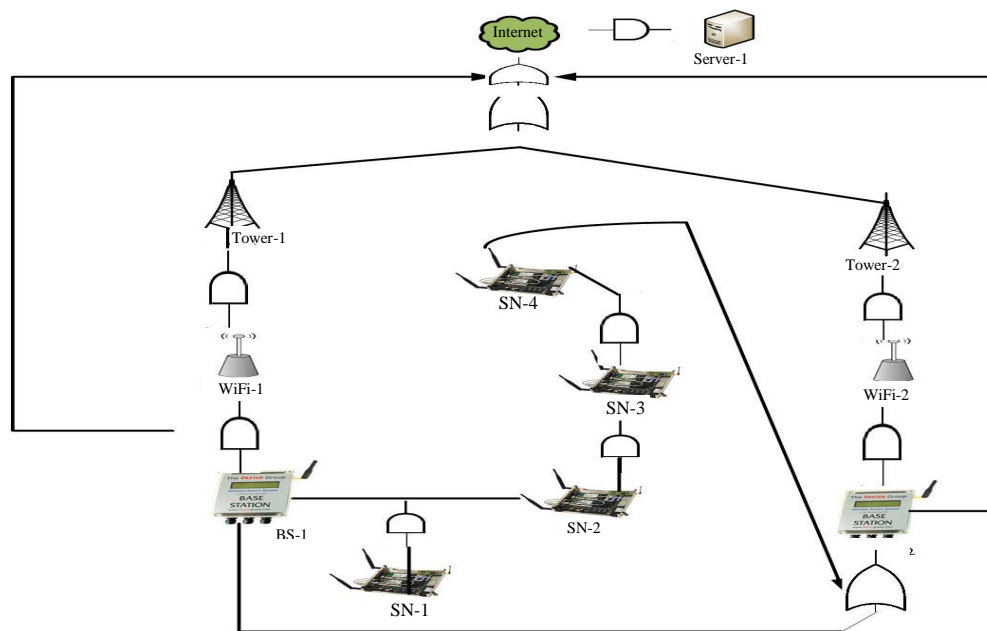 Internet
Server-1
Tower-1
Tower-2
SN-4
WiFi-1
SN-3
WiFi-2
BASE
STATION
BS-1
SN-2
BASE
STATION
SN-1